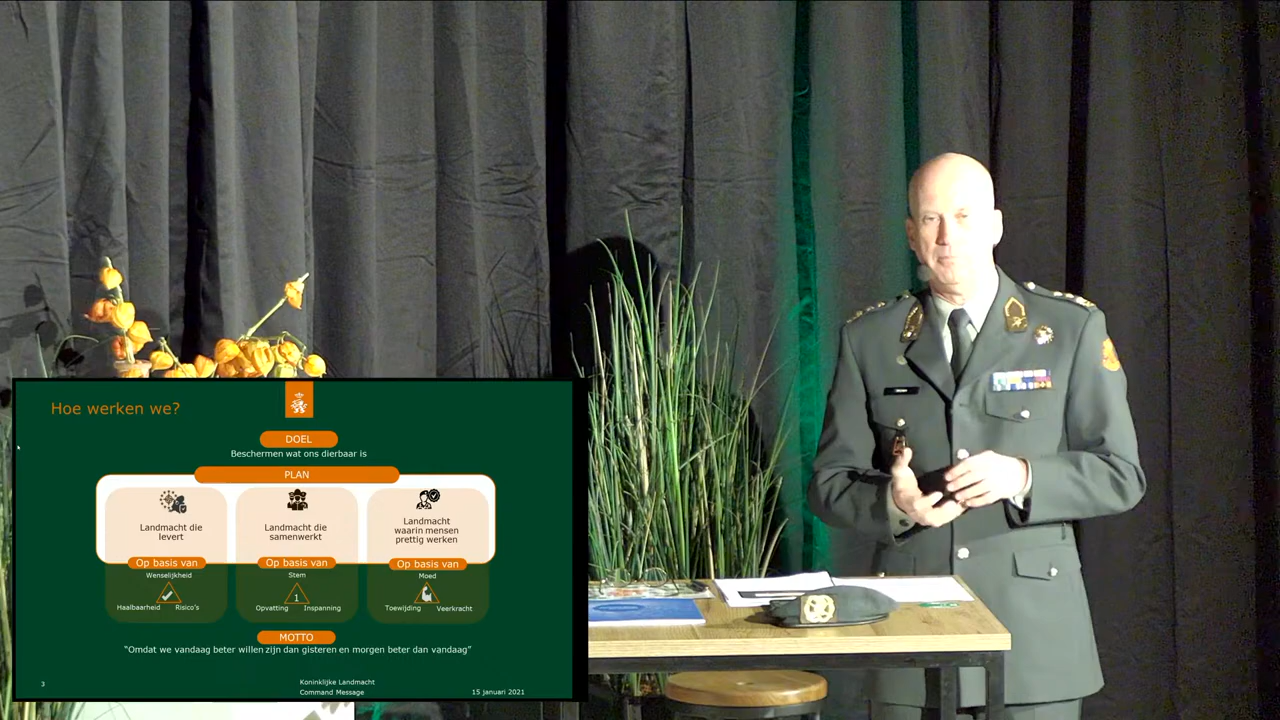 Hoe werken we?
DOEL
Beschermen wat ons dierbaar is
PLAN
Landmacht die
levert
Landmacht die
samenwerkt
Landmacht
waarin mensen
prettig werken
Op basis van
Op basis van
Op basis van
Wenselijkheid
Haalbaarheid
Risico's
Stem
1
Opvatting
Inspanning
Moed
Toewijding
Veerkracht
MOTTO
"Omdat we vandaag beter willen zijn dan gisteren en morgen beter dan vandaag"
3
Koninklijke Landmacht
Command Message
15 januari 2021